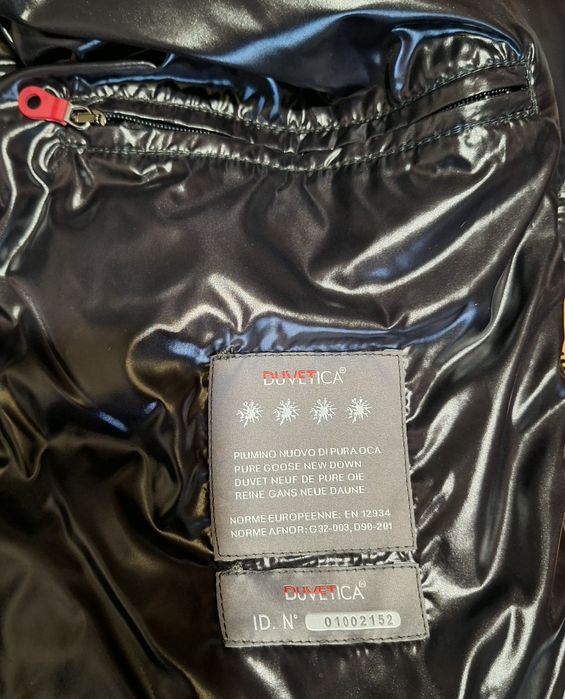 DUVETICA®
PIUMINO NUOVO DI PURA OCA
PURE GOOSE NEW DOWN
DUVET NEUF DE PURE OIE
REINE GANS NEUE DAUNE
NORME EUROPEENNE: EN 12934
NORME AFNOR: G32-003, D90-201
DUVETICA®
ID. N° 01002152